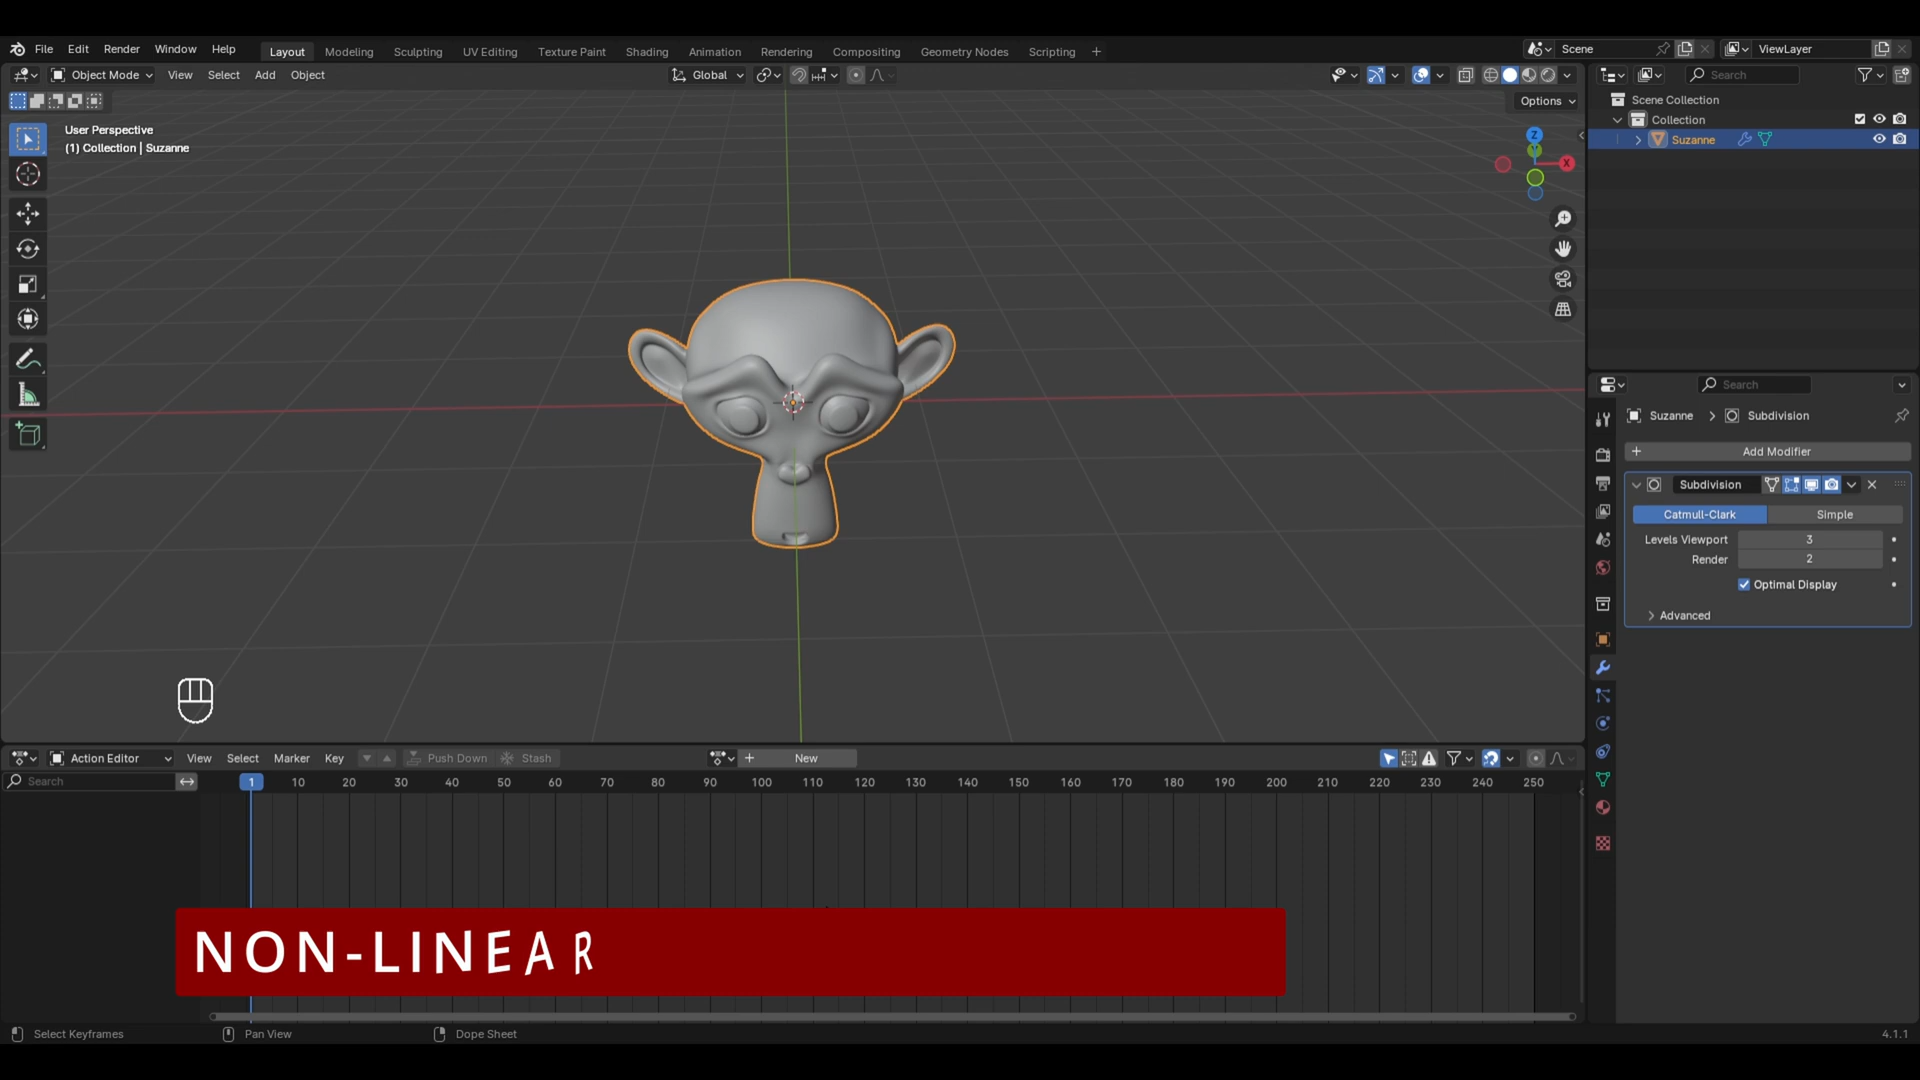 File Edit Render Window Help Layout Modeling Sculpting UV Editing Texture Paint Shading Animation Rendering Compositing Geometry Nodes Scripting + Scene ViewLayer
Object Mode View Select Add Object Global Search
Options
User Perspective
(1) Collection | Suzanne
Z
X
Scene Collection
Collection
Suzanne
Search
Suzanne > Subdivision
+ Add Modifier
Subdivision
Catmull-Clark Simple
Levels Viewport 3
Render 2
Optimal Display
Advanced
Action Editor View Select Marker Key Push Down Stash + New
Search 1 10 20 30 40 50 60 70 80 90 100 110 120 130 140 150 160 170 180 190 200 210 220 230 240 250
NON-LINEAR
Select Keyframes Pan View Dope Sheet 4.1.1